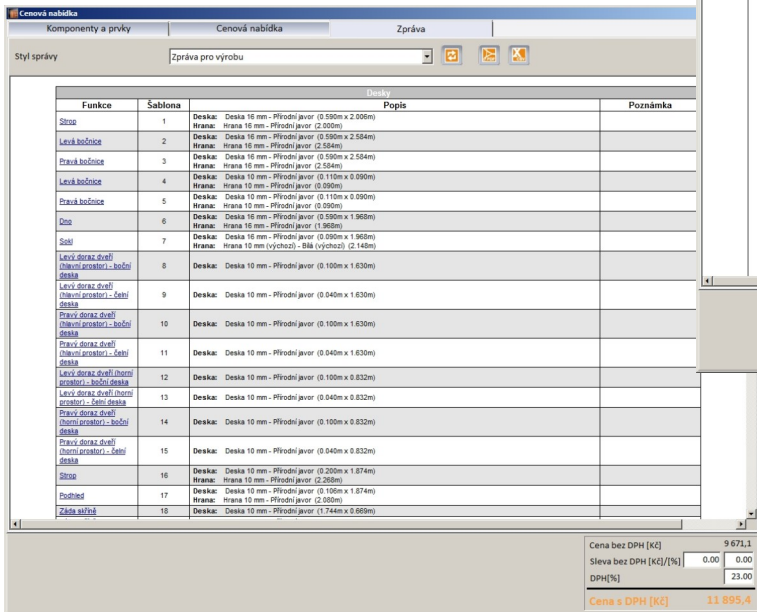 Cenová nabídka
Komponenty a prvky Cenová nabídka Zpráva
Styl správy Zpráva pro výrobu
Desky
Funkce Šablona Popis Poznámka
Strop 1 Deska: Deska 16 mm - Přírodní javor (0.590m x 2.006m)
Hrana: Hrana 16 mm - Přírodní javor (2.000m)
Levá bočnice 2 Deska: Deska 16 mm - Přírodní javor (0.590m x 2.584m)
Hrana: Hrana 16 mm - Přírodní javor (2.584m)
Pravá bočnice 3 Deska: Deska 16 mm - Přírodní javor (0.590m x 2.584m)
Hrana: Hrana 16 mm - Přírodní javor (2.584m)
Levá bočnice 4 Deska: Deska 10 mm - Přírodní javor (0.110m x 0.090m)
Hrana: Hrana 10 mm - Přírodní javor (0.090m)
Pravá bočnice 5 Deska: Deska 10 mm - Přírodní javor (0.110m x 0.090m)
Hrana: Hrana 10 mm - Přírodní javor (0.090m)
Dno 6 Deska: Deska 16 mm - Přírodní javor (0.590m x 1.968m)
Hrana: Hrana 16 mm - Přírodní javor (1.968m)
Sokl 7 Deska: Deska 16 mm - Přírodní javor (0.090m x 1.968m)
Hrana: Hrana 10 mm (výchozí) - Bílá (výchozí) (2.148m)
Levý doraz dveří
(hlavní prostor) - boční
deska
8 Deska: Deska 10 mm - Přírodní javor (0.100m x 1.630m)
Levý doraz dveří
(hlavní prostor) - čelní
deska
9 Deska: Deska 10 mm - Přírodní javor (0.040m x 1.630m)
Pravý doraz dveří
(hlavní prostor) - boční
deska
10 Deska: Deska 10 mm - Přírodní javor (0.100m x 1.630m)
Pravý doraz dveří
(hlavní prostor) - čelní
deska
11 Deska: Deska 10 mm - Přírodní javor (0.040m x 1.630m)
Levý doraz dveří (horní
prostor) - boční deska
12 Deska: Deska 10 mm - Přírodní javor (0.100m x 0.832m)
Levý doraz dveří (horní
prostor) - čelní deska
13 Deska: Deska 10 mm - Přírodní javor (0.040m x 0.832m)
Pravý doraz dveří
(horní prostor) - boční
deska
14 Deska: Deska 10 mm - Přírodní javor (0.100m x 0.832m)
Pravý doraz dveří
(horní prostor) - čelní
deska
15 Deska: Deska 10 mm - Přírodní javor (0.040m x 0.832m)
Strop 16 Deska: Deska 10 mm - Přírodní javor (0.200m x 1.874m)
Hrana: Hrana 10 mm - Přírodní javor (2.268m)
Podhled 17 Deska: Deska 10 mm - Přírodní javor (0.106m x 1.874m)
Hrana: Hrana 10 mm - Přírodní javor (2.080m)
Záda skříně 18 Deska: Deska 10 mm - Přírodní javor (1.744m x 0.669m)
Cena bez DPH [Kč] 9 671,1
Sleva bez DPH [Kč]/[%] 0.00 0.00
DPH[%] 23.00
Cena s DPH [Kč] 11 895,4